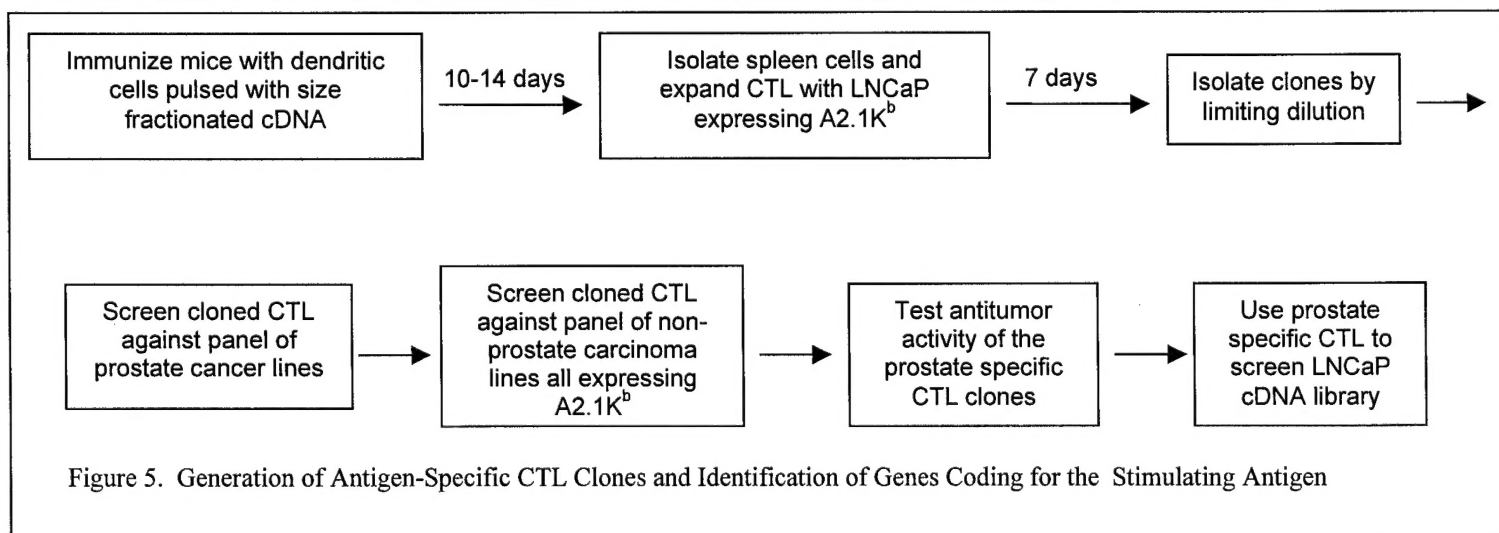 Immunize mice with dendritic
cells pulsed with size
fractionated cDNA
10-14 days
Isolate spleen cells and
expand CTL with LNCaP
expressing A2.1Kᵇ
7 days
Isolate clones by
limiting dilution
Screen cloned CTL
against panel of
prostate cancer lines
Screen cloned CTL
against panel of non-
prostate carcinoma
lines all expressing
A2.1Kᵇ
Test antitumor
activity of the
prostate specific
CTL clones
Use prostate
specific CTL to
screen LNCaP
cDNA library
Figure 5. Generation of Antigen-Specific CTL Clones and Identification of Genes Coding for the Stimulating Antigen